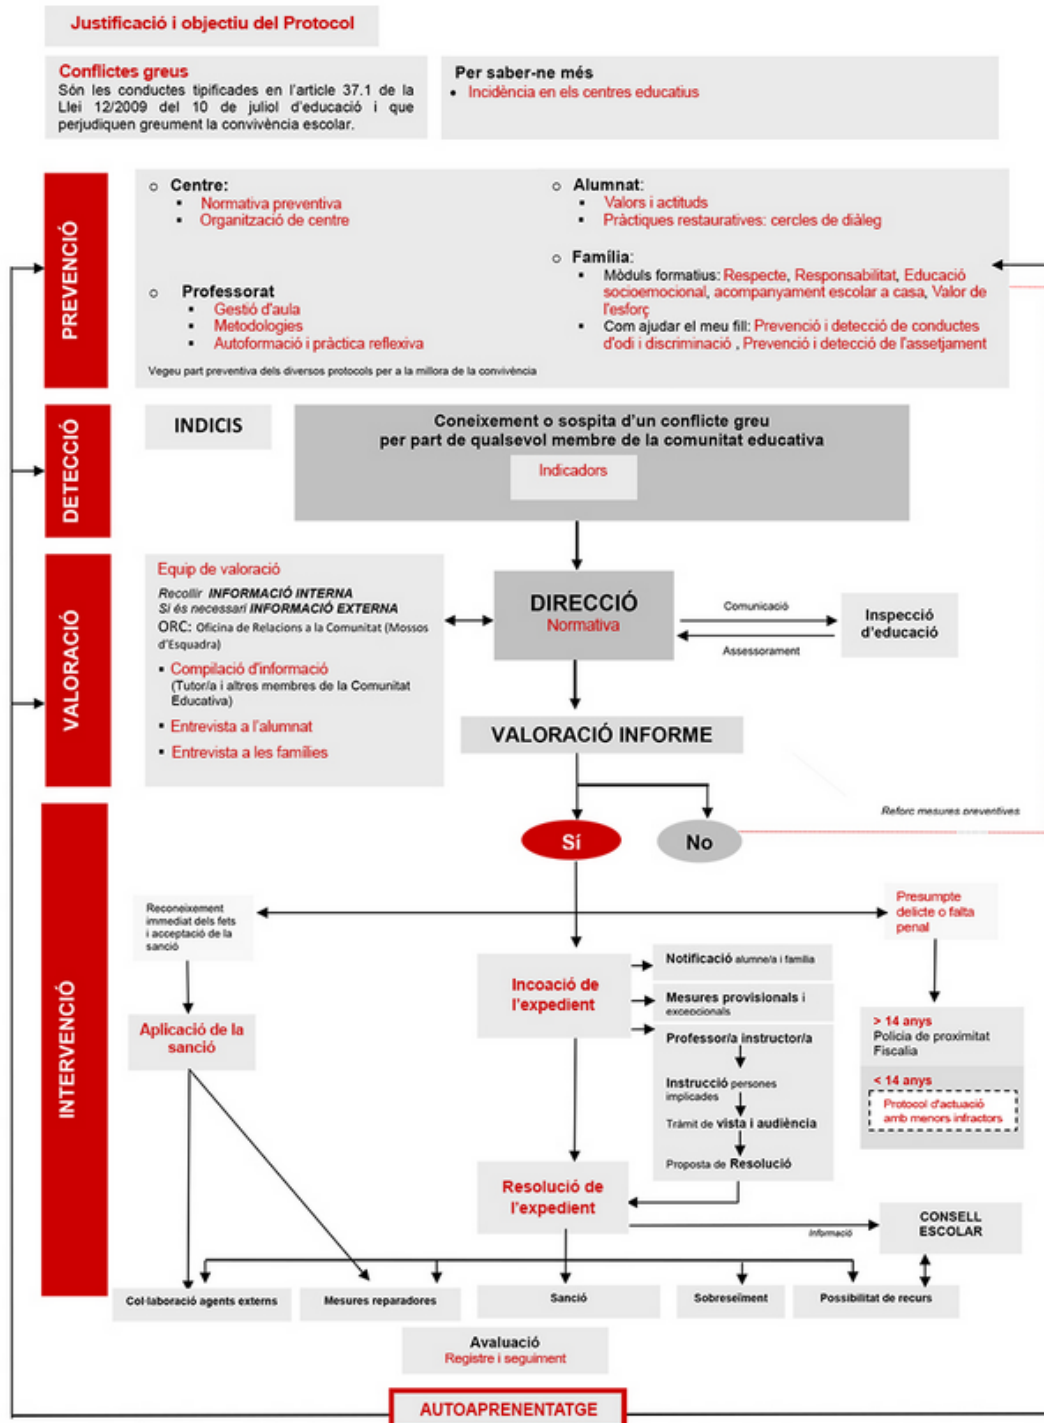 Justificació i objectiu del Protocol
Conflictes greus
Són les conductes tipificades en l'article 37.1 de la
Llei 12/2009 del 10 de juliol d'educació i que
perjudiquen greument la convivència escolar.
Per saber-ne més
• Incidència en els centres educatius
PREVENCIÓ
o Centre:
▪ Normativa preventiva
▪ Organització de centre
o Professorat
▪ Gestió d'aula
▪ Metodologies
▪ Autoformació i pràctica reflexiva
o Alumnat:
▪ Valors i actituds
▪ Pràctiques restauratives: cercles de diàleg
o Família:
▪ Mòduls formatius: Respecte, Responsabilitat, Educació
socioemocional, acompanyament escolar a casa, Valor de
l'esforç
▪ Com ajudar el meu fill: Prevenció i detecció de conductes
d'odi i discriminació , Prevenció i detecció de l'assetjament
Vegeu part preventiva dels diversos protocols per a la millora de la convivència
DETECCIÓ
INDICIS
Coneixement o sospita d'un conflicte greu
per part de qualsevol membre de la comunitat educativa
Indicadors
VALORACIÓ
Equip de valoració
Recollir INFORMACIÓ INTERNA
Si és necessari INFORMACIÓ EXTERNA
ORC: Oficina de Relacions a la Comunitat (Mossos
d'Esquadra)
▪ Compilació d'informació
(Tutor/a i altres membres de la Comunitat
Educativa)
▪ Entrevista a l'alumnat
▪ Entrevista a les famílies
DIRECCIÓ
Normativa
Comunicació
Assessorament
Inspecció
d'educació
VALORACIÓ INFORME
Reforç mesures preventives
Sí
No
INTERVENCIÓ
Reconeixement
immediat dels fets
i acceptació de la
sanció
Presumpte
delicte o falta
penal
Aplicació de la
sanció
Incoació de
l'expedient
Notificació alumne/a i família
Mesures provisionals i
excepcionals
Professor/a instructor/a
Instrucció persones
implicades
Tràmit de vista i audiència
Proposta de Resolució
> 14 anys
Policia de proximitat
Fiscalia
< 14 anys
Protocol d'actuació
amb menors infractors
Resolució de
l'expedient
Informació
CONSELL
ESCOLAR
Col·laboració agents externs
Mesures reparadores
Sanció
Sobreseïment
Possibilitat de recurs
Avaluació
Registre i seguiment
AUTOAPRENENTATGE